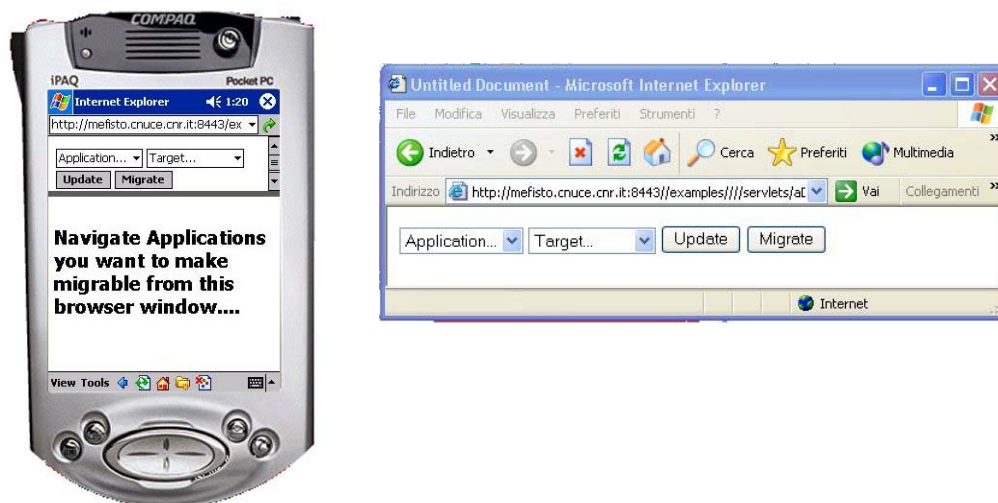 COMPAQ
iPAQ Pocket PC
Internet Explorer 1:20
http://mefisto.cnuce.cnr.it:8443/ex
Application... Target...
Update Migrate
Navigate Applications
you want to make
migrable from this
browser window....
View Tools
Untitled Document - Microsoft Internet Explorer
File Modifica Visualizza Preferiti Strumenti ?
Indietro Cerca Preferiti Multimedia »
Indirizzo http://mefisto.cnuce.cnr.it:8443//examples////servlets/aD Vai Collegamenti »
Application... Target... Update Migrate
Internet